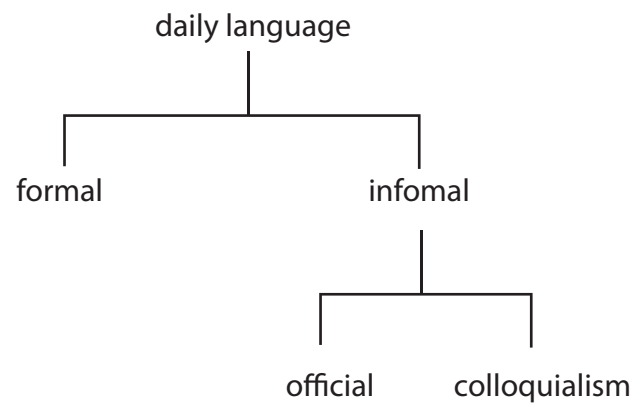 daily language
formal
infomal
official
colloquialism